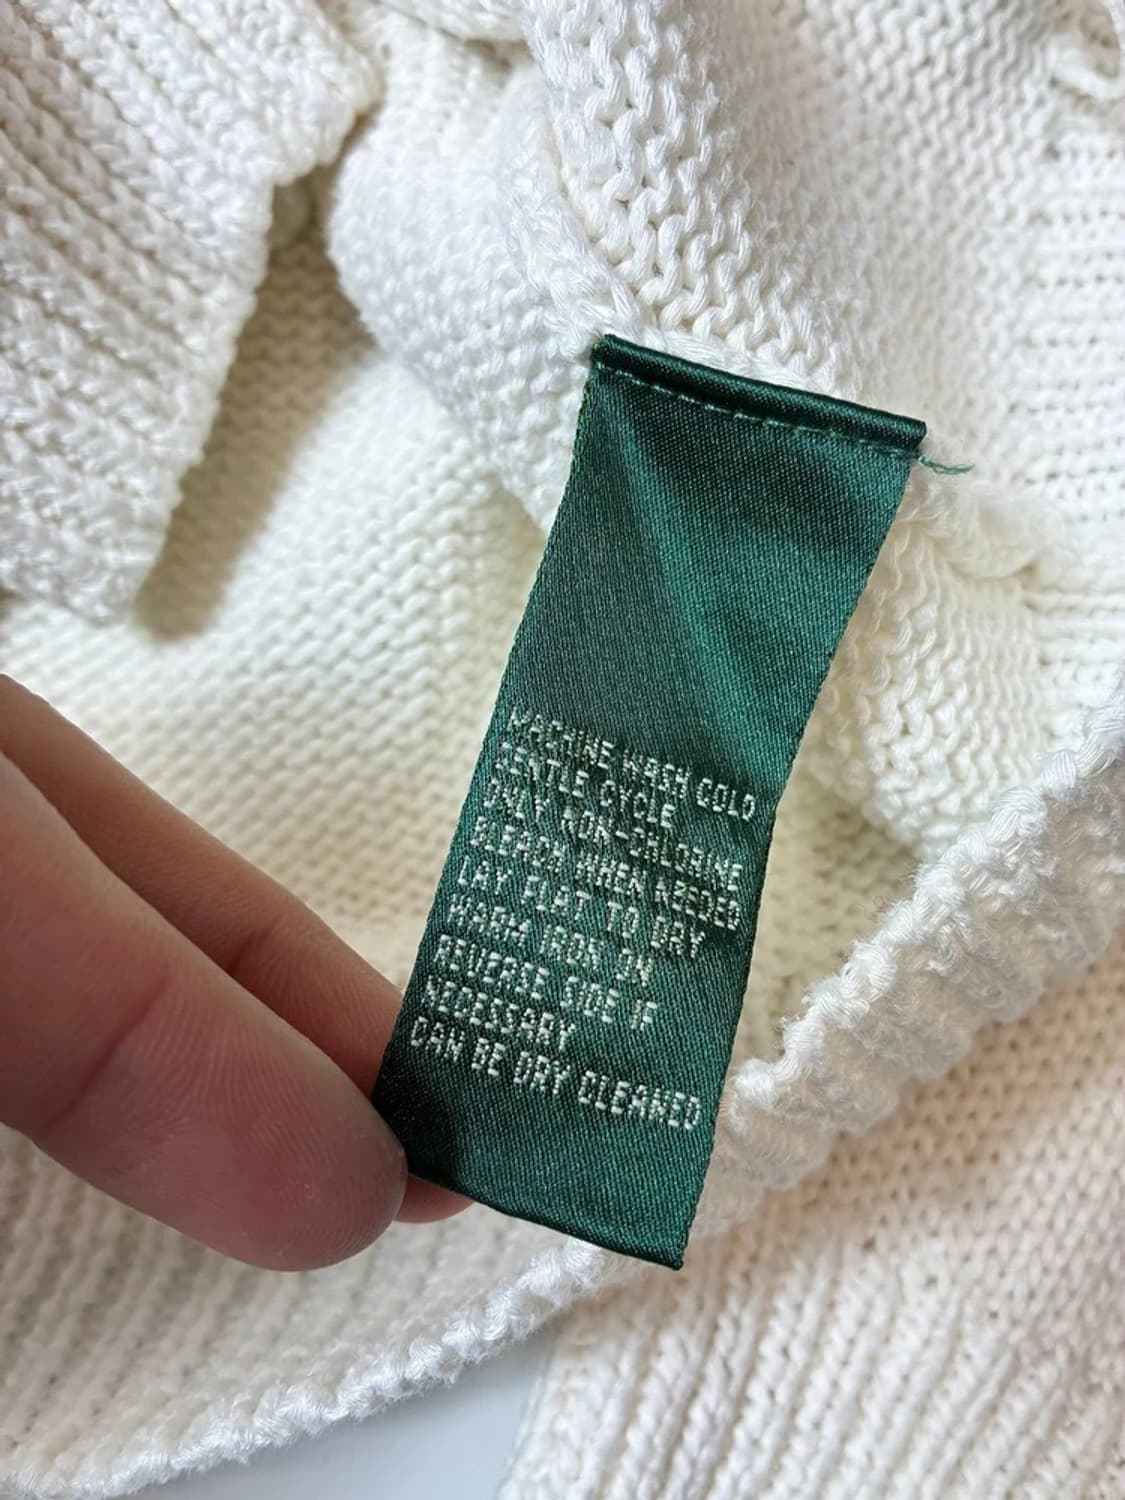 MACHINE WASH COLD
GENTLE CYCLE
ONLY NON-CHLORINE
BLEACH WHEN NEEDED
LAY FLAT TO DRY
WARM IRON ON
REVERSE SIDE IF
NECESSARY
CAN BE DRY CLEANED